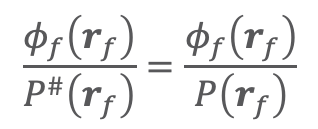 ϕ_f(r_f) / P^#(r_f) = ϕ_f(r_f) / P(r_f)